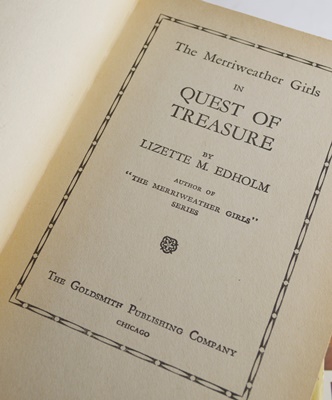 The Merriweather Girls
IN
QUEST OF
TREASURE
BY
LIZETTE M. EDHOLM
AUTHOR OF
"THE MERRIWEATHER GIRLS"
SERIES
THE GOLDSMITH PUBLISHING COMPANY
CHICAGO